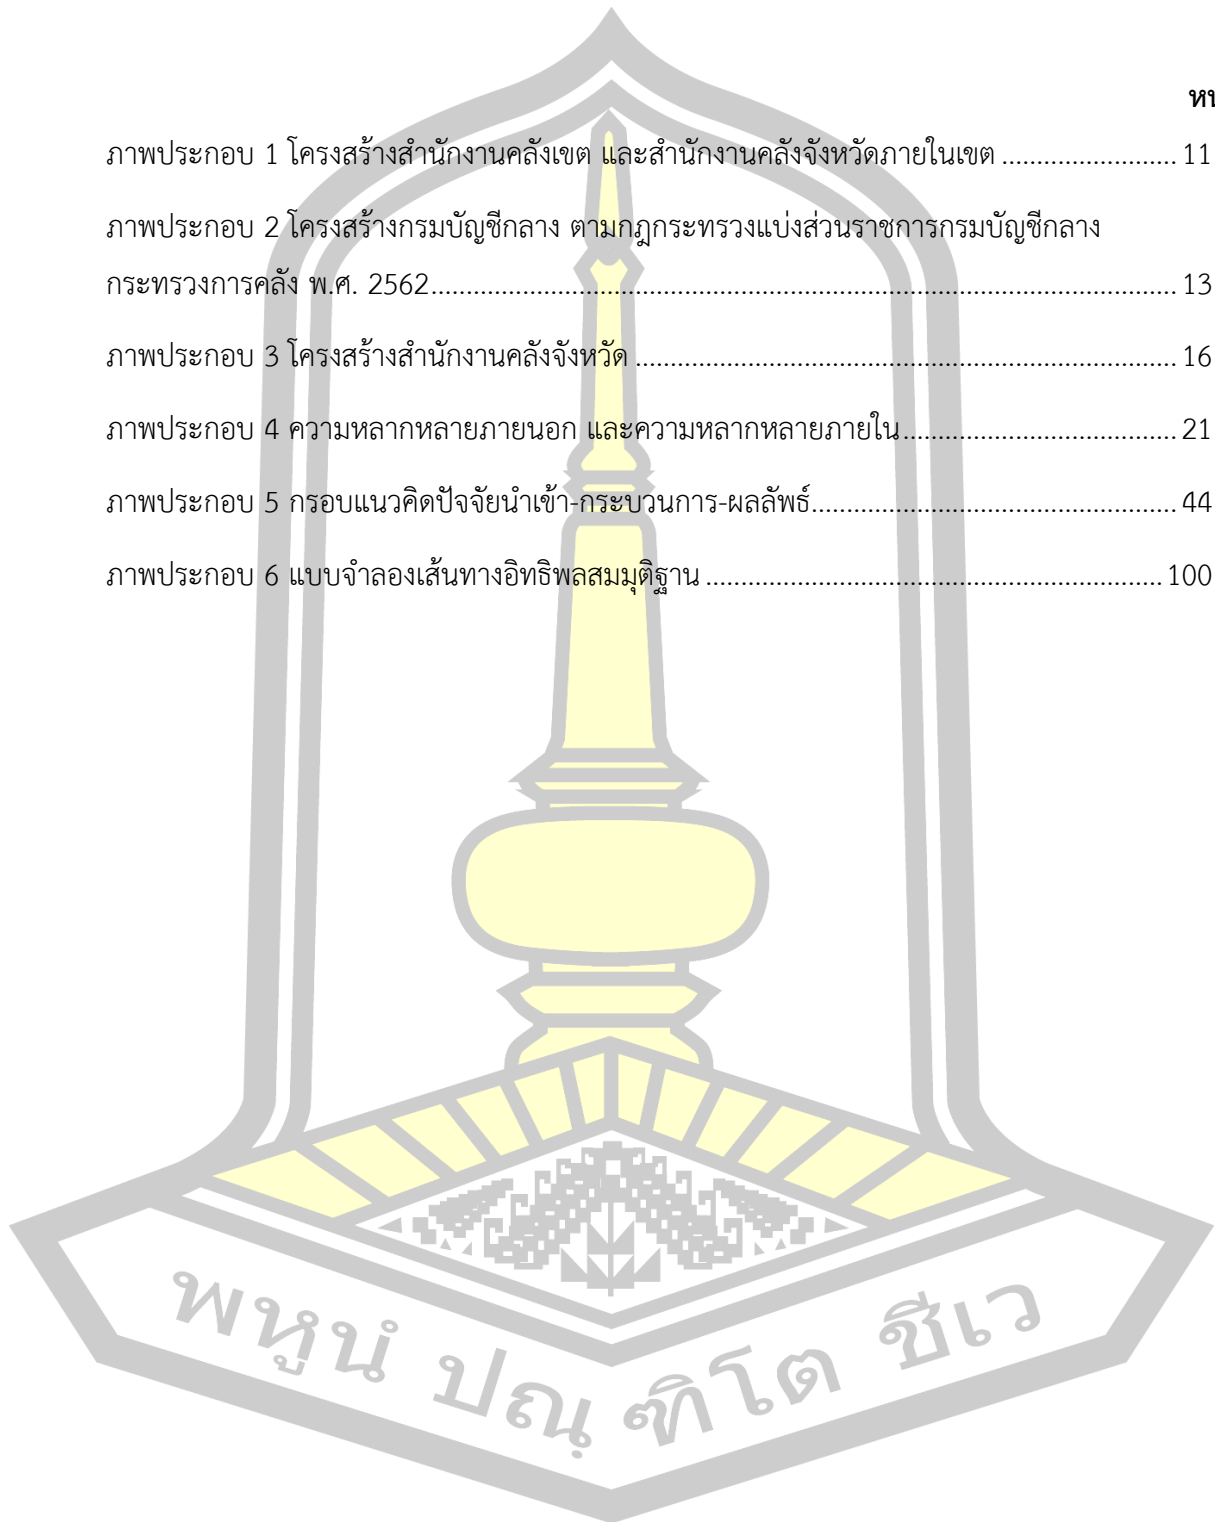 ภาพประกอบ 1 โครงสร้างสำนักงานคลังเขต และสำนักงานคลังจังหวัดภายในเขต ......................... 11
ภาพประกอบ 2 โครงสร้างกรมบัญชีกลาง ตามกฎกระทรวงแบ่งส่วนราชการกรมบัญชีกลาง
กระทรวงการคลัง พ.ศ. 2562......................................................................................................... 13
ภาพประกอบ 3 โครงสร้างสำนักงานคลังจังหวัด ............................................................................. 16
ภาพประกอบ 4 ความหลากหลายภายนอก และความหลากหลายภายใน....................................... 21
ภาพประกอบ 5 กรอบแนวคิดปัจจัยนำเข้า-กระบวนการ-ผลลัพธ์.................................................... 44
ภาพประกอบ 6 แบบจำลองเส้นทางอิทธิพลสมมุติฐาน ................................................................. 100
พหูนํ ปณฺฑิโต ชีเว